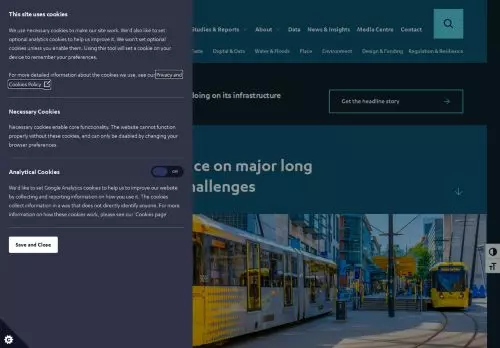 This site uses cookies
We use necessary cookies to make our site work. We'd also like to set
optional analytics cookies to help us improve it. We won't set optional
cookies unless you enable them. Using this tool will set a cookie on your
device to remember your preferences.
For more detailed information about the cookies we use, see our Privacy and
Cookies Policy
Necessary Cookies
Necessary cookies enable core functionality. The website cannot function
properly without these cookies, and can only be disabled by changing your
browser preferences.
Analytical Cookies
Off
We'd like to set Google Analytics cookies to help us to improve our website
by collecting and reporting information on how you use it. The cookies
collect information in a way that does not directly identify anyone. For more
information on how these cookies work, please see our 'Cookies page'
Save and Close
Studies & Reports About Data News & Insights Media Centre Contact
Digital & Data Water & Floods Place Environment Design & Funding Regulation & Resilience
oing on its infrastructure
Get the headline story
ce on major long
hallenges